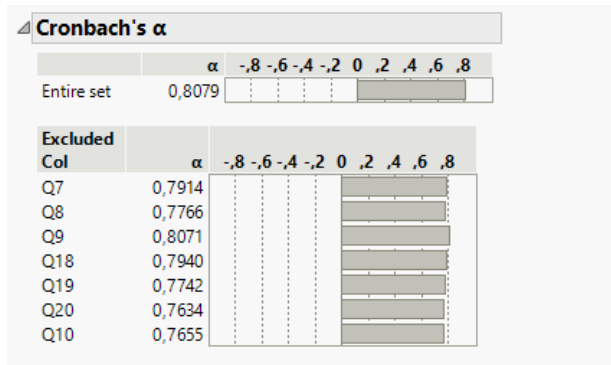 Cronbach's α
α -,8 -,6 -,4 -,2 0 ,2 ,4 ,6 ,8
Entire set 0,8079
Excluded
Col α -,8 -,6 -,4 -,2 0 ,2 ,4 ,6 ,8
Q7 0,7914
Q8 0,7766
Q9 0,8071
Q18 0,7940
Q19 0,7742
Q20 0,7634
Q10 0,7655